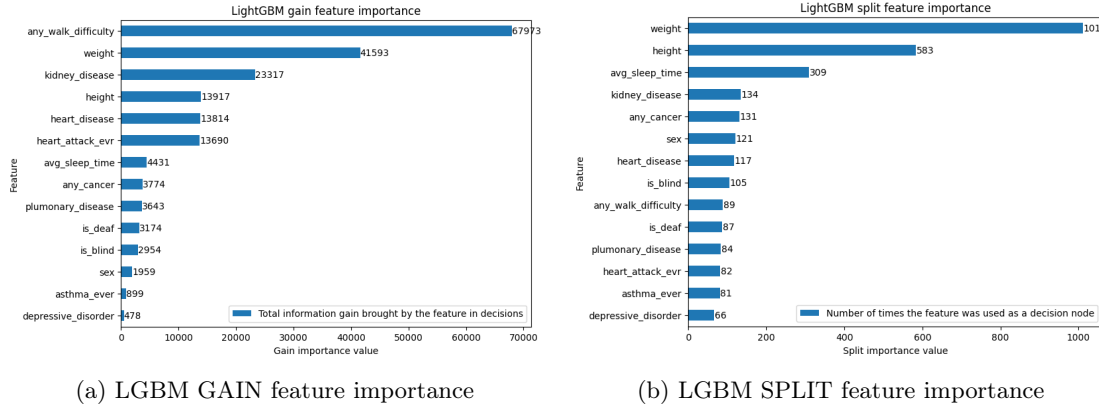 LightGBM gain feature importance
any_walk_difficulty 67973
weight 41593
kidney_disease 23317
height 13917
heart_disease 13814
heart_attack_evr 13690
avg_sleep_time 4431
any_cancer 3774
plumonary_disease 3643
is_deaf 3174
is_blind 2954
sex 1959
asthma_ever 899
depressive_disorder 478
Feature
Total information gain brought by the feature in decisions
0 10000 20000 30000 40000 50000 60000 70000
Gain importance value
(a) LGBM GAIN feature importance
LightGBM split feature importance
weight 101
height 583
avg_sleep_time 309
kidney_disease 134
any_cancer 131
sex 121
heart_disease 117
is_blind 105
any_walk_difficulty 89
is_deaf 87
plumonary_disease 84
heart_attack_evr 82
asthma_ever 81
depressive_disorder 66
Feature
Number of times the feature was used as a decision node
0 200 400 600 800 1000
Split importance value
(b) LGBM SPLIT feature importance